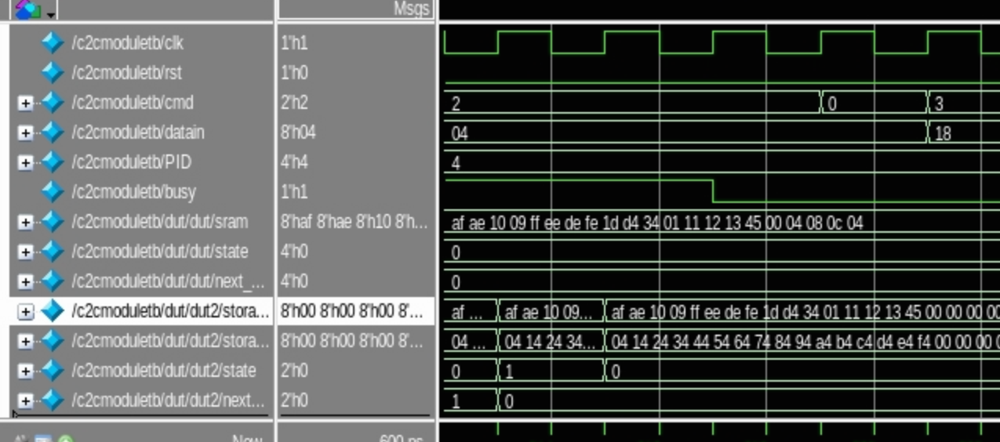 Msgs
/c2cmoduletb/clk 1'h1
/c2cmoduletb/rst 1'h0
/c2cmoduletb/cmd 2'h2 2 0 3
/c2cmoduletb/datain 8'h04 04 18
/c2cmoduletb/PID 4'h4 4
/c2cmoduletb/busy 1'h1
/c2cmoduletb/dut/dut/sram 8'haf 8'hae 8'h10 8'h... af ae 10 09 ff ee de fe 1d d4 34 01 11 12 13 45 00 04 08 0c 04
/c2cmoduletb/dut/dut/state 4'h0 0
/c2cmoduletb/dut/dut/next_... 4'h0 0
/c2cmoduletb/dut/dut2/stora... 8'h00 8'h00 8'h00 8'... af ... af ae 10 09... af ae 10 09 ff ee de fe 1d d4 34 01 11 12 13 45 00 00 00 00
/c2cmoduletb/dut/dut2/stora... 8'h00 8'h00 8'h00 8'... 04 ... 04 14 24 34... 04 14 24 34 44 54 64 74 84 94 a4 b4 c4 d4 e4 f4 00 00 00
/c2cmoduletb/dut/dut2/state 2'h0 0 1 0
/c2cmoduletb/dut/dut2/next... 2'h0 1 0
Now 600 ns